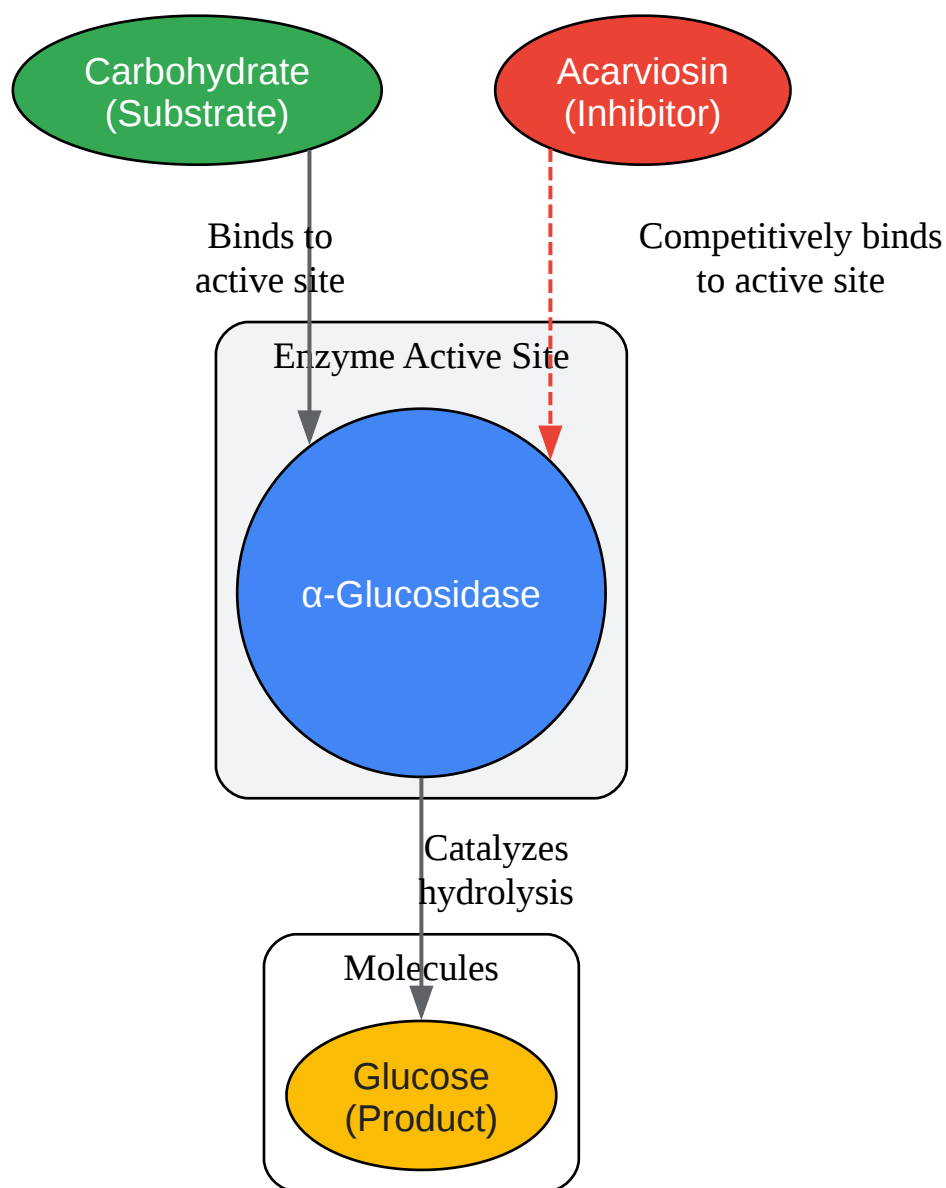 Carbohydrate
(Substrate)
Acarviosin
(Inhibitor)
Binds to
active site
Competitively binds
to active site
Enzyme Active Site
α-Glucosidase
Catalyzes
hydrolysis
Molecules
Glucose
(Product)